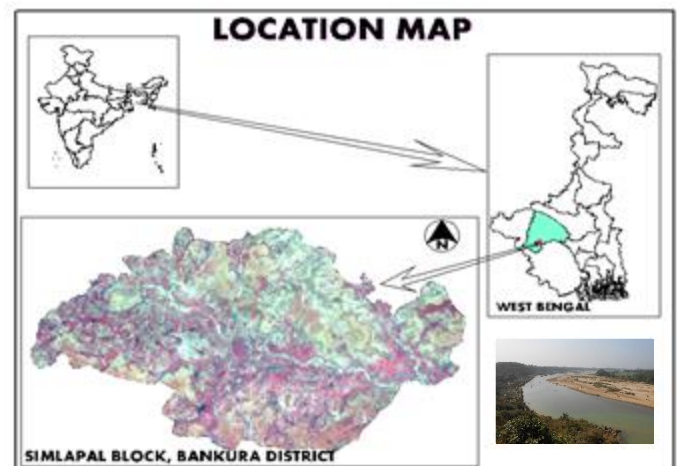 LOCATION MAP
N
WEST BENGAL
SIMLAPAL BLOCK, BANKURA DISTRICT